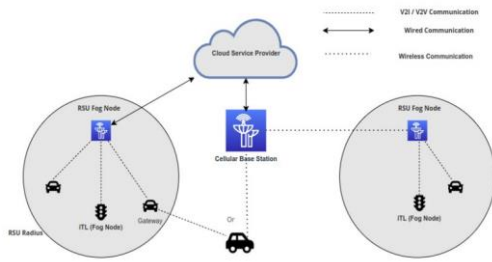 V2I / V2V Communication
Wired Communication
Wireless Communication
Cloud Service Provider
RSU Fog Node
RSU Fog Node
Cellular Base Station
Gateway
ITL (Fog Node)
RSU Radius
Or
ITL (Fog Node)